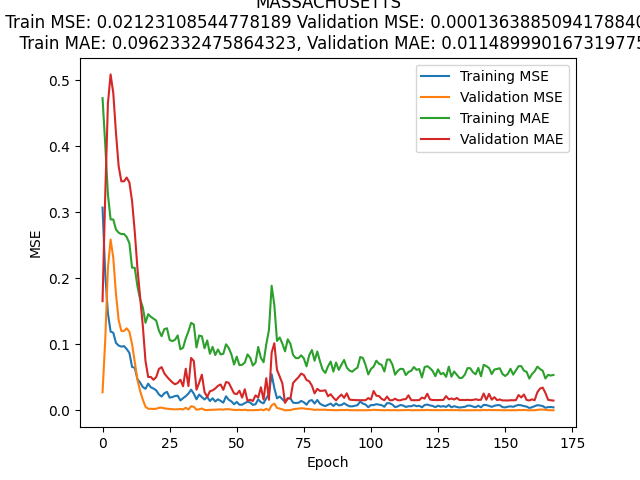 MASSACHUSETTS
Train MSE: 0.02123108544778189 Validation MSE: 0.000136388509417884
Train MAE: 0.0962332475864323, Validation MAE: 0.01148999016731977
Training MSE
Validation MSE
Training MAE
Validation MAE
0.5
0.4
0.3
0.2
0.1
0.0
MSE
0
25
50
75
100
125
150
175
Epoch